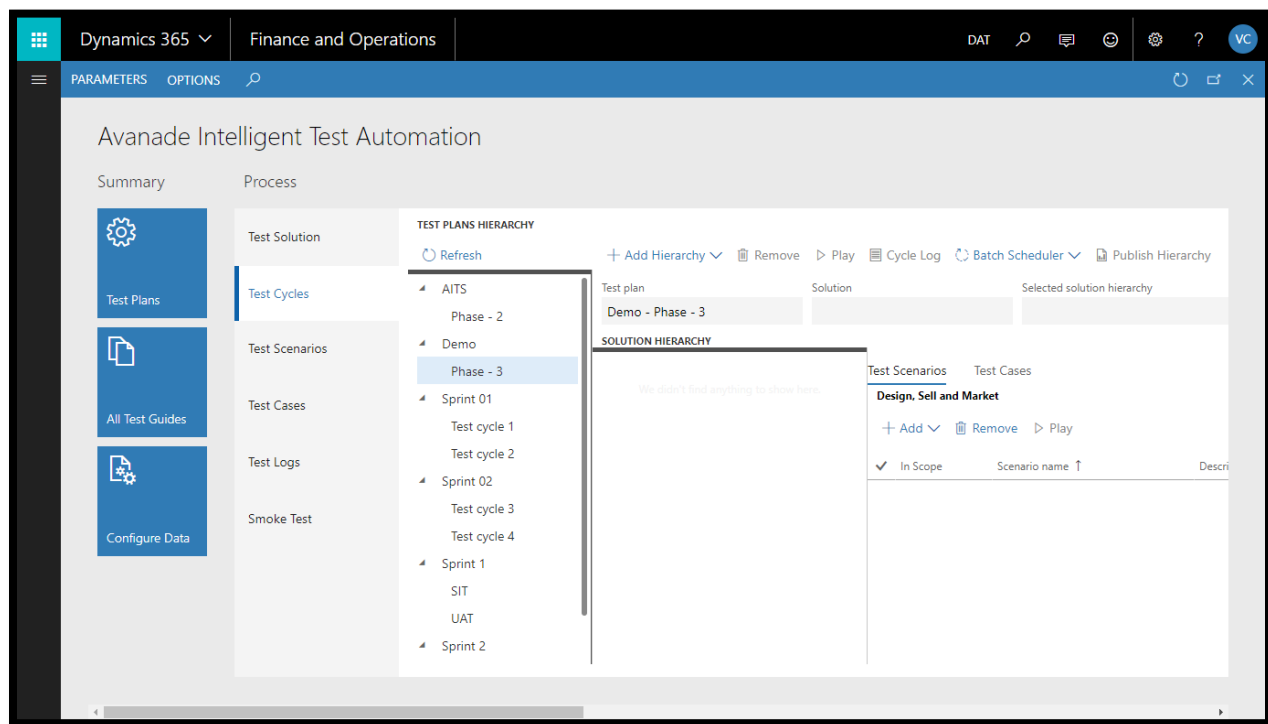 Dynamics 365 Finance and Operations DAT ? VC
PARAMETERS OPTIONS
Avanade Intelligent Test Automation
Summary Process
Test Plans
All Test Guides
Configure Data
Test Solution
Test Cycles
Test Scenarios
Test Cases
Test Logs
Smoke Test
TEST PLANS HIERARCHY
Refresh
AITS
Phase - 2
Demo
Phase - 3
Sprint 01
Test cycle 1
Test cycle 2
Sprint 02
Test cycle 3
Test cycle 4
Sprint 1
SIT
UAT
Sprint 2
Add Hierarchy Remove Play Cycle Log Batch Scheduler Publish Hierarchy
Test plan Solution Selected solution hierarchy
Demo - Phase - 3
SOLUTION HIERARCHY
We didn't find anything to show here.
Test Scenarios Test Cases
Design, Sell and Market
Add Remove Play
In Scope Scenario name ↑ Descri